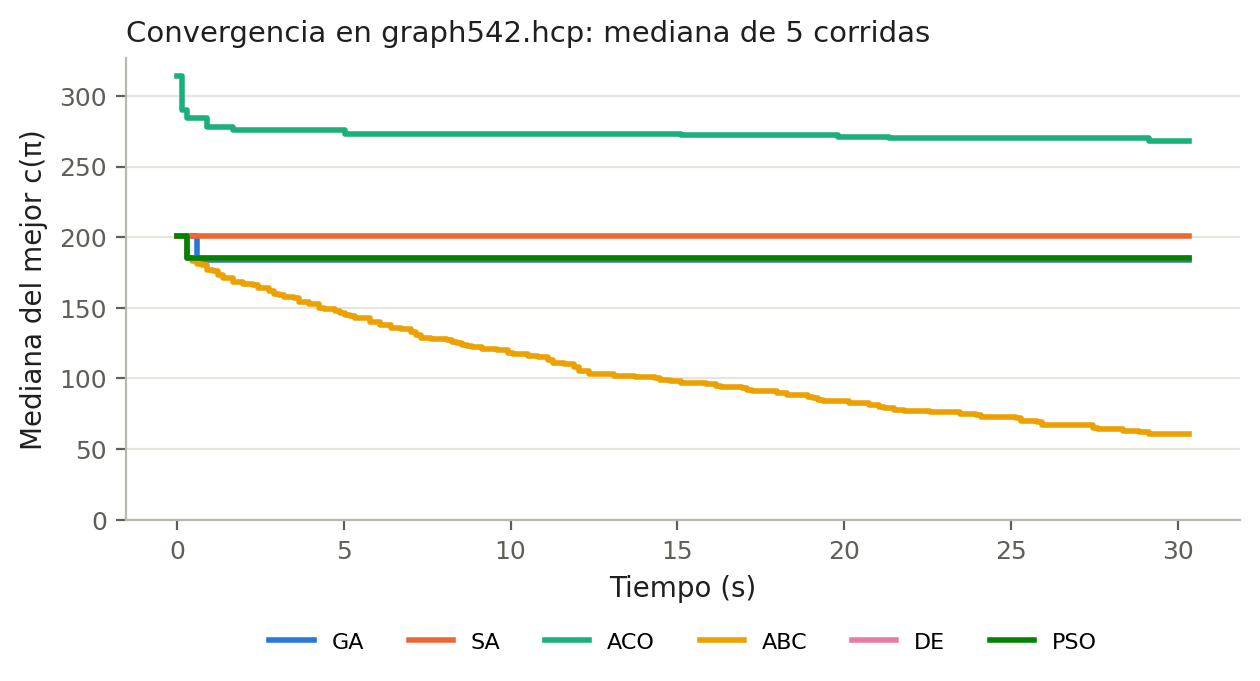 Convergencia en graph542.hcp: mediana de 5 corridas
Mediana del mejor c(π)
300
250
200
150
100
50
0
0 5 10 15 20 25 30
Tiempo (s)
GA SA ACO ABC DE PSO